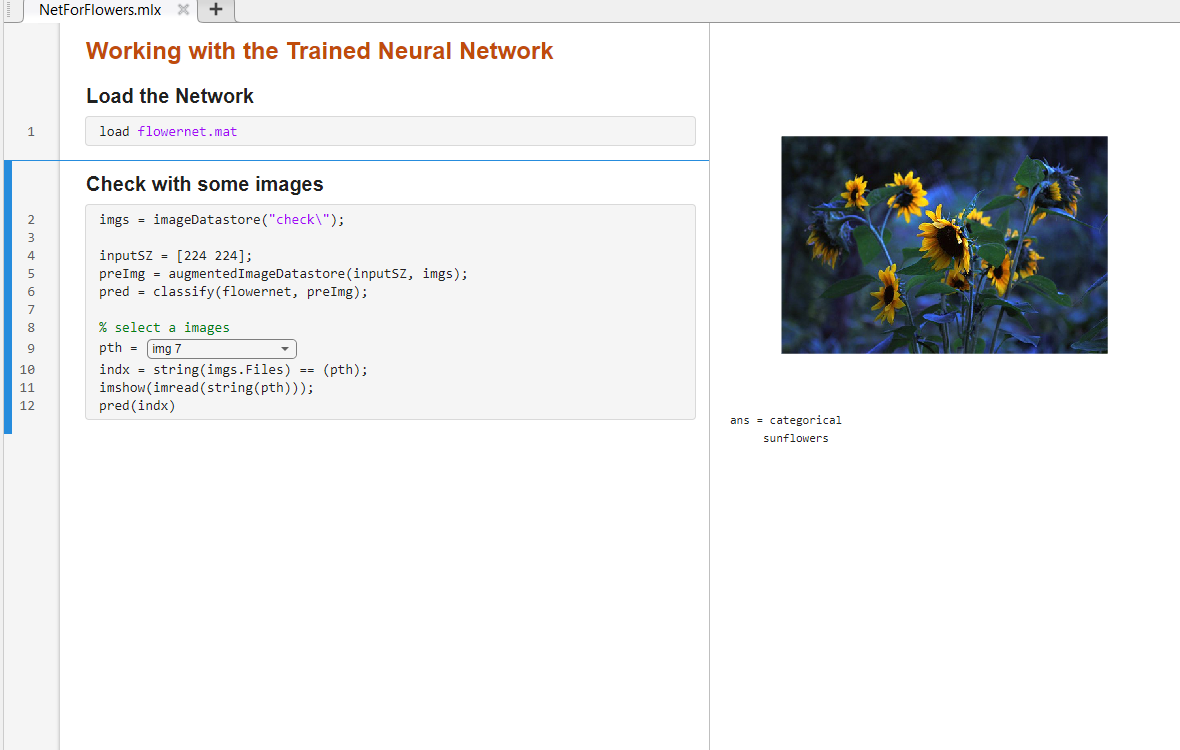 NetForFlowers.mlx
Working with the Trained Neural Network
Load the Network
1 load flowernet.mat
Check with some images
2 imgs = imageDatastore("check\");
3
4 inputSZ = [224 224];
5 preImg = augmentedImageDatastore(inputSZ, imgs);
6 pred = classify(flowernet, preImg);
7
8 % select a images
9 pth = img 7
10 indx = string(imgs.Files) == (pth);
11 imshow(imread(string(pth)));
12 pred(indx)
ans = categorical
sunflowers